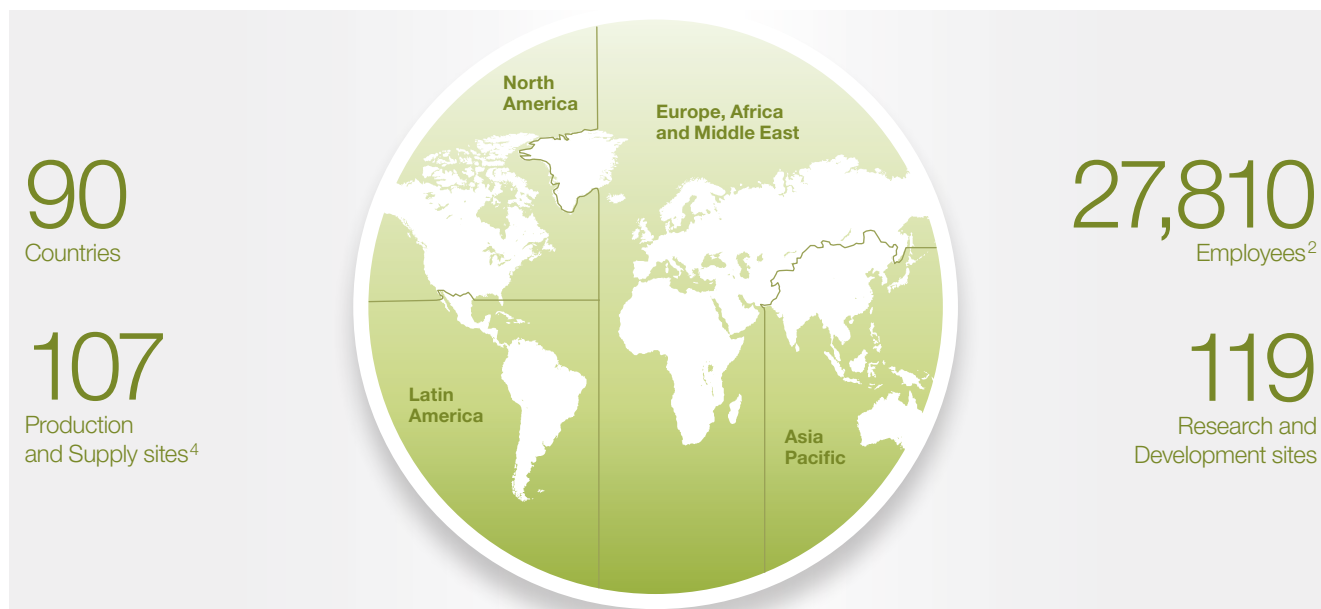 90
Countries
107
Production
and Supply sites4
North
America
Europe, Africa
and Middle East
Latin
America
Asia
Pacific
27,810
Employees2
119
Research and
Development sites